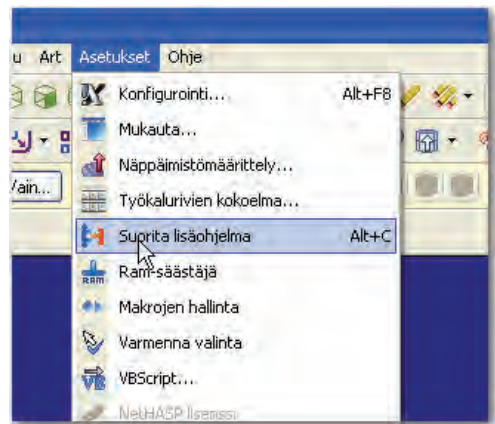 u Art Asetukset Ohje
Konfigurointi... Alt+F8
Mukauta...
Näppäimistömäärittely...
/ain...
Työkalurivien kokoelma...
Suorita lisäohjelma Alt+C
RAM Ram-säästäjä
Makrojen hallinta
Varmenna valinta
VB VBScript...
NetHASP lisenssi